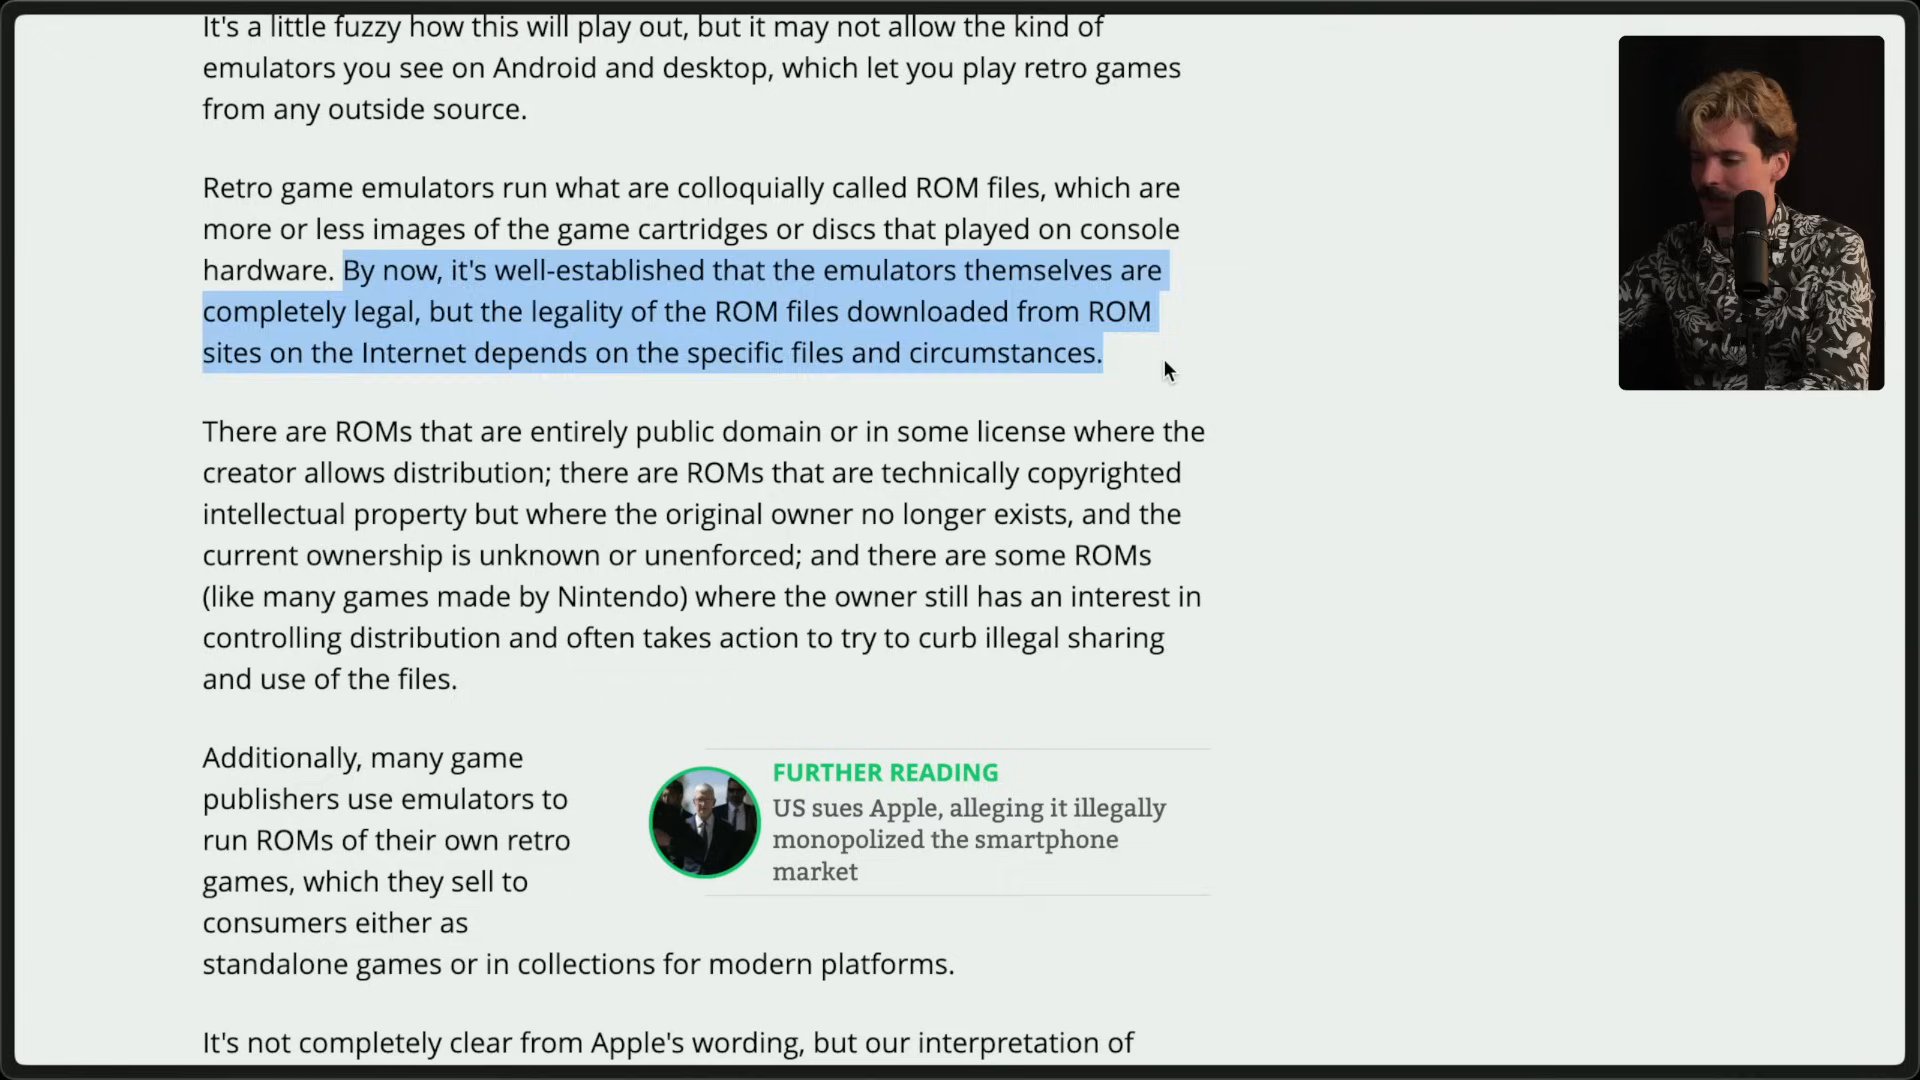 It's a little fuzzy how this will play out, but it may not allow the kind of
emulators you see on Android and desktop, which let you play retro games
from any outside source.
Retro game emulators run what are colloquially called ROM files, which are
more or less images of the game cartridges or discs that played on console
hardware. By now, it's well-established that the emulators themselves are
completely legal, but the legality of the ROM files downloaded from ROM
sites on the Internet depends on the specific files and circumstances.
There are ROMs that are entirely public domain or in some license where the
creator allows distribution; there are ROMs that are technically copyrighted
intellectual property but where the original owner no longer exists, and the
current ownership is unknown or unenforced; and there are some ROMs
(like many games made by Nintendo) where the owner still has an interest in
controlling distribution and often takes action to try to curb illegal sharing
and use of the files.
Additionally, many game
publishers use emulators to
run ROMs of their own retro
games, which they sell to
consumers either as
standalone games or in collections for modern platforms.
FURTHER READING
US sues Apple, alleging it illegally
monopolized the smartphone
market
It's not completely clear from Apple's wording, but our interpretation of